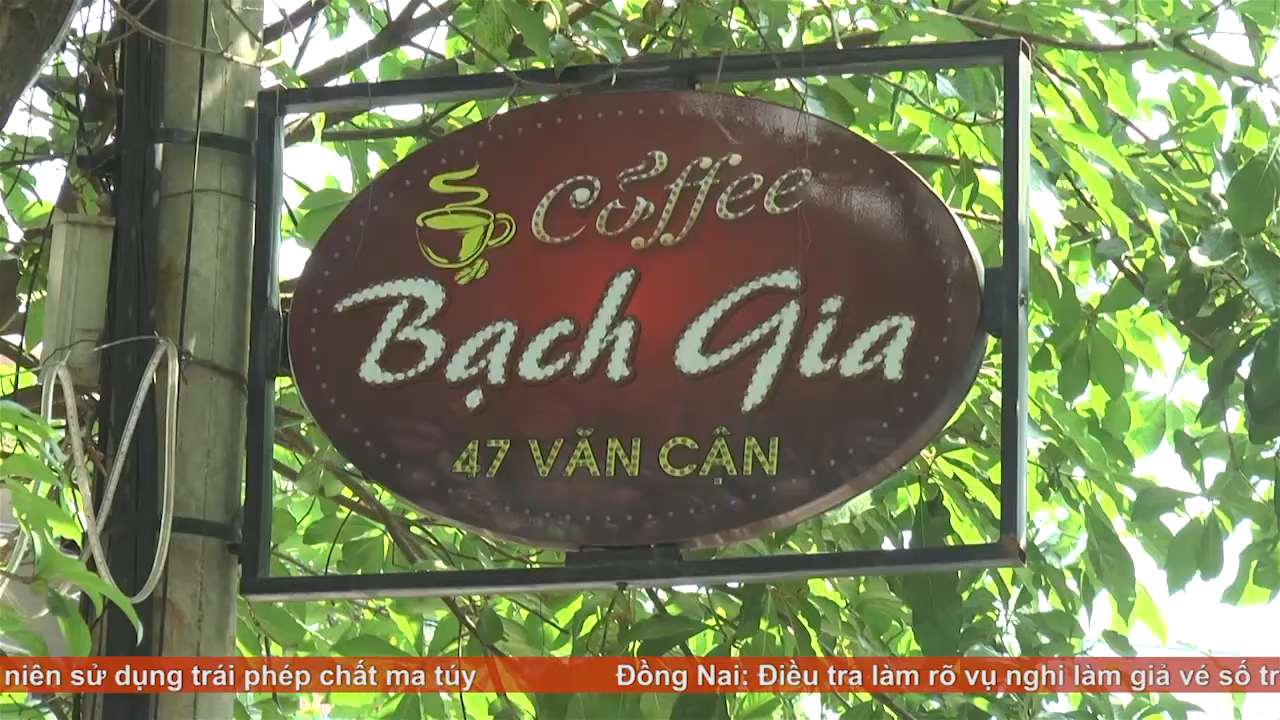 Coffee
Bạch Gia
47 VĂN CẬN
niên sử dụng trái phép chất ma túy Đồng Nai: Điều tra làm rõ vụ nghi làm giả vé số